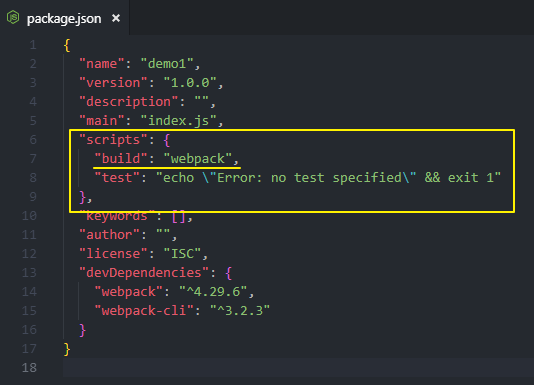 JS package.json ×
1 {
2 "name": "demo1",
3 "version": "1.0.0",
4 "description": "",
5 "main": "index.js",
6 "scripts": {
7 "build": "webpack",
8 "test": "echo \"Error: no test specified\" && exit 1"
9 },
10 "keywords": [],
11 "author": "",
12 "license": "ISC",
13 "devDependencies": {
14 "webpack": "^4.29.6",
15 "webpack-cli": "^3.2.3"
16 }
17 }
18